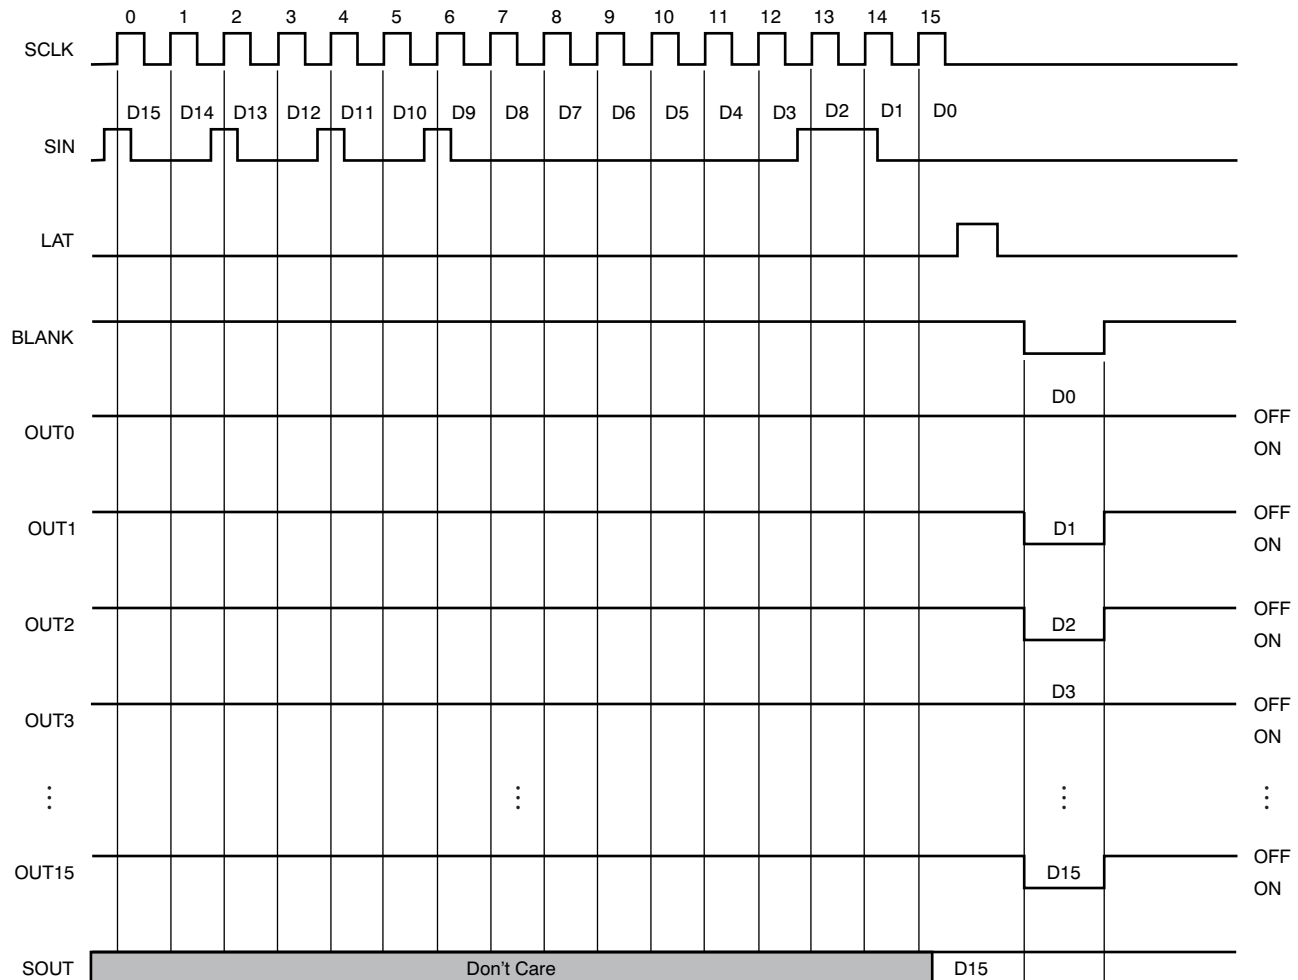 0 1 2 3 4 5 6 7 8 9 10 11 12 13 14 15
SCLK
D15 D14 D13 D12 D11 D10 D9 D8 D7 D6 D5 D4 D3 D2 D1 D0
SIN
LAT
BLANK
D0
OUT0 OFF
ON
OUT1 D1 OFF
ON
OUT2 D2 OFF
ON
D3
OUT3 OFF
ON
OUT15 D15 OFF
ON
SOUT Don't Care D15